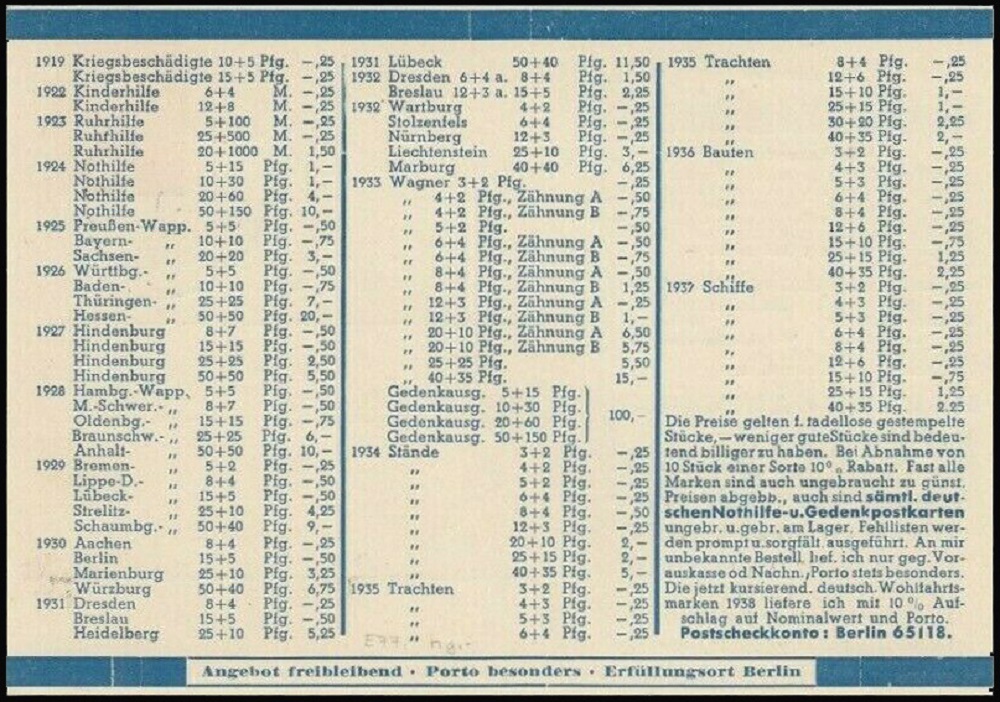 1919 Kriegsbeschädigte 10+5 Pfg. –,25
Kriegsbeschädigte 15+5 Pfg. –,25
1922 Kinderhilfe 6+4 M. –,25
Kinderhilfe 12+8 M. –,25
1923 Ruhrhilfe 5+100 M. –,25
Ruhrhilfe 25+500 M. –,25
Ruhrhilfe 20+1000 M. 1,50
1924 Nothilfe 5+15 Pfg. 1,–
Nothilfe 10+30 Pfg. 1,–
Nothilfe 20+60 Pfg. 4,–
Nothilfe 50+150 Pfg. 10,–
1925 Preußen-Wapp. 5+5 Pfg. –,50
Bayern- „ 10+10 Pfg. –,75
Sachsen- „ 20+20 Pfg. 3,–
1926 Württbg.- „ 5+5 Pfg. –,50
Baden- „ 10+10 Pfg. –,75
Thüringen- „ 25+25 Pfg. 7,–
Hessen- „ 50+50 Pfg. 20,–
1927 Hindenburg 8+7 Pfg. –,50
Hindenburg 15+15 Pfg. –,50
Hindenburg 25+25 Pfg. 2,50
Hindenburg 50+50 Pfg. 5,50
1928 Hambg.-Wapp. 5+5 Pfg. –,50
M.-Schwer.- „ 8+7 Pfg. –,50
Oldenbg.- „ 15+15 Pfg. –,75
Braunschw.- „ 25+25 Pfg. 6,–
Anhalt- „ 50+50 Pfg. 10,–
1929 Bremen- „ 5+2 Pfg. –,25
Lippe-D.- „ 8+4 Pfg. –,25
Lübeck- „ 15+5 Pfg. –,50
Strelitz- „ 25+10 Pfg. 4,25
Schaumbg.- „ 50+40 Pfg. 9,–
1930 Aachen 8+4 Pfg. –,25
Berlin 15+5 Pfg. –,50
Marienburg 25+10 Pfg. 3,25
Würzburg 50+40 Pfg. 6,75
1931 Dresden 8+4 Pfg. –,25
Breslau 15+5 Pfg. –,50
Heidelberg 25+10 Pfg. 5,25
1931 Lübeck 50+40 Pfg. 11,50
1932 Dresden 6+4 a. 8+4 Pfg. 1,50
Breslau 12+3 a. 15+5 Pfg. 2,25
1932 Wartburg 4+2 Pfg. –,25
Stolzenfels 6+4 Pfg. –,25
Nürnberg 12+3 Pfg. –,25
Liechtenstein 25+10 Pfg. 3,–
Marburg 40+40 Pfg. 6,25
1933 Wagner 3+2 Pfg. –,25
„ 4+2 Pfg., Zähnung A –,50
„ 4+2 Pfg., Zähnung B –,75
„ 5+2 Pfg. –,50
„ 6+4 Pfg., Zähnung A –,50
„ 6+4 Pfg., Zähnung B –,75
„ 8+4 Pfg., Zähnung A –,50
„ 8+4 Pfg., Zähnung B 1,25
„ 12+3 Pfg., Zähnung A –,25
„ 12+3 Pfg., Zähnung B 1,–
„ 20+10 Pfg., Zähnung A 6,50
„ 20+10 Pfg., Zähnung B 5,75
„ 25+25 Pfg. 5,50
„ 40+35 Pfg. 15,–
Gedenkausg. 5+15 Pfg.
Gedenkausg. 10+30 Pfg.
Gedenkausg. 20+60 Pfg. 100,–
Gedenkausg. 50+150 Pfg.
1934 Stände 3+2 Pfg. –,25
„ 4+2 Pfg. –,25
„ 5+2 Pfg. –,25
„ 6+4 Pfg. –,25
„ 8+4 Pfg. –,50
„ 12+3 Pfg. –,25
„ 20+10 Pfg. 2,–
„ 25+15 Pfg. 2,–
„ 40+35 Pfg. 5,–
1935 Trachten 3+2 Pfg. –,25
„ 4+3 Pfg. –,25
„ 5+3 Pfg. –,25
„ 6+4 Pfg. –,25
1935 Trachten 8+4 Pfg. –,25
„ 12+6 Pfg. –,25
„ 15+10 Pfg. 1,–
„ 25+15 Pfg. 1,–
„ 30+20 Pfg. 2,25
„ 40+35 Pfg. 2,–
1936 Bauten 3+2 Pfg. –,25
„ 4+3 Pfg. –,25
„ 5+3 Pfg. –,25
„ 6+4 Pfg. –,25
„ 8+4 Pfg. –,25
„ 12+6 Pfg. –,25
„ 15+10 Pfg. –,75
„ 25+15 Pfg. 1,25
„ 40+35 Pfg. 2,25
1937 Schiffe 3+2 Pfg. –,25
„ 4+3 Pfg. –,25
„ 5+3 Pfg. –,25
„ 6+4 Pfg. –,25
„ 8+4 Pfg. –,25
„ 12+6 Pfg. –,25
„ 15+10 Pfg. –,75
„ 25+15 Pfg. 1,25
„ 40+35 Pfg. 2.25
Die Preise gelten f. tadellose gestempelte
Stücke, — weniger gute Stücke sind bedeu-
tend billiger zu haben. Bei Abnahme von
10 Stück einer Sorte 10% Rabatt. Fast alle
Marken sind auch ungebraucht zu günst.
Preisen abgebb., auch sind sämtl. deut-
schen Nothilfe-u. Gedenkpostkarten
ungebr. u. gebr. am Lager. Fehllisten wer-
den prompt u. sorgfält. ausgeführt. An mir
unbekannte Bestell. lief. ich nur geg. Vor-
auskasse od Nachn., Porto stets besonders.
Die jetzt kursierend. deutsch. Wohlfahrts-
marken 1938 liefere ich mit 10% Auf-
schlag auf Nominalwert und Porto.
Postscheckkonto: Berlin 65118.
Angebot freibleibend · Porto besonders · Erfüllungsort Berlin